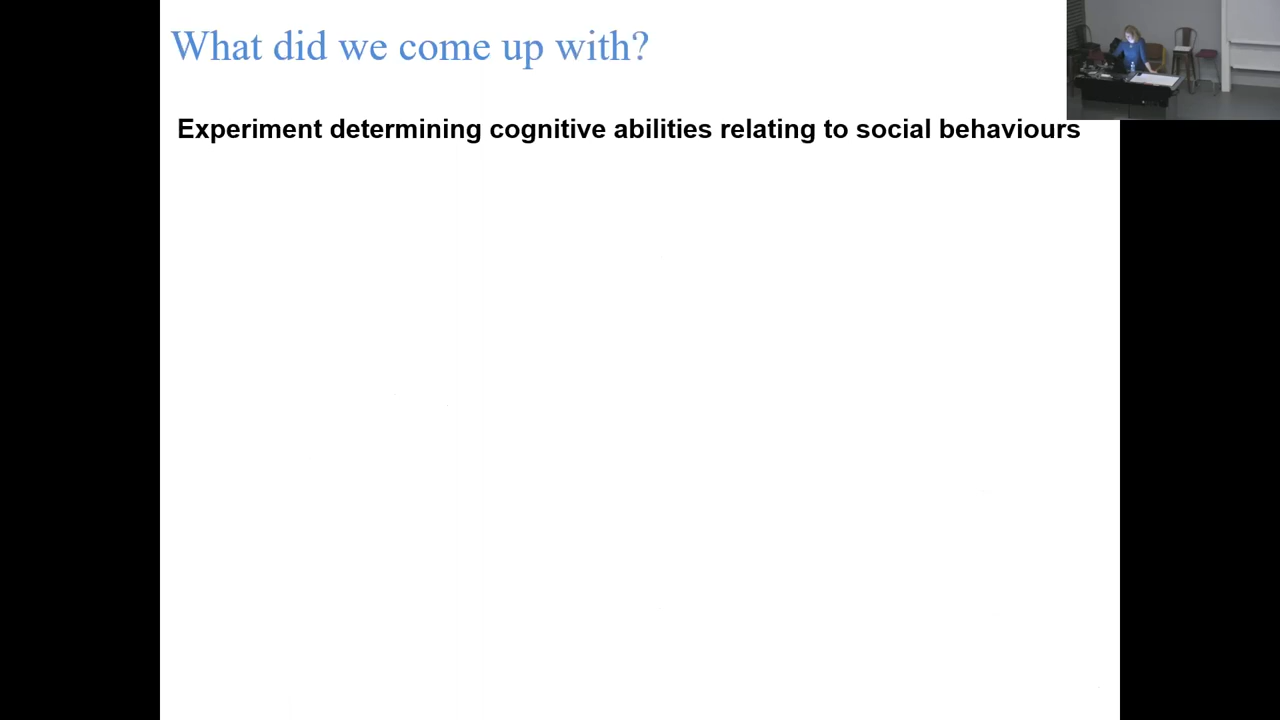 What did we come up with?
Experiment determining cognitive abilities relating to social behaviours